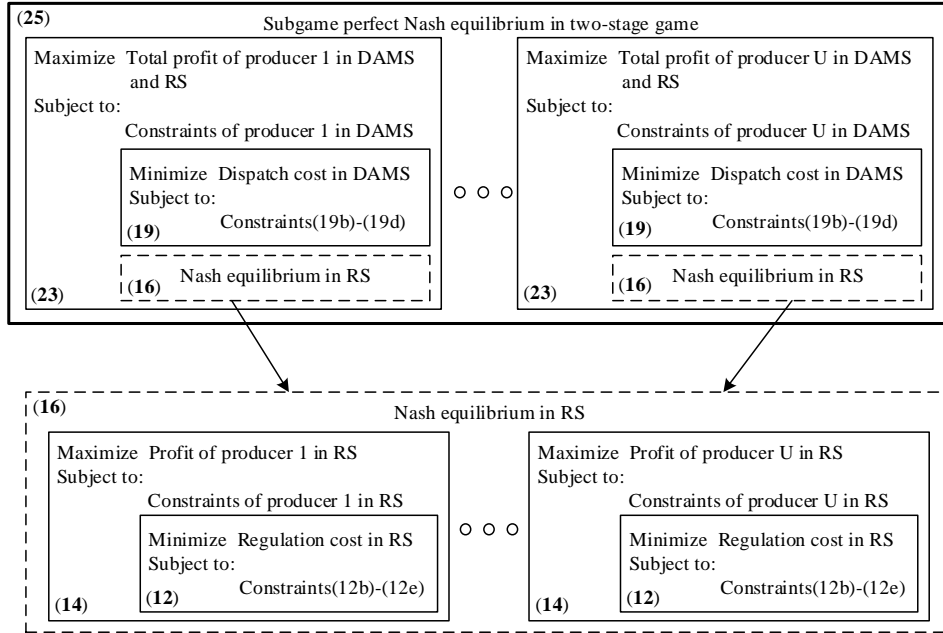 (25)
Subgame perfect Nash equilibrium in two-stage game
Maximize Total profit of producer 1 in DAMS
and RS
Subject to:
Constraints of producer 1 in DAMS
Minimize Dispatch cost in DAMS
Subject to:
Constraints(19b)-(19d)
(19)
Nash equilibrium in RS
(16)
(23)
Maximize Total profit of producer U in DAMS
and RS
Subject to:
Constraints of producer U in DAMS
Minimize Dispatch cost in DAMS
Subject to:
Constraints(19b)-(19d)
(19)
Nash equilibrium in RS
(16)
(23)
(16)
Nash equilibrium in RS
Maximize Profit of producer 1 in RS
Subject to:
Constraints of producer 1 in RS
Minimize Regulation cost in RS
Subject to:
Constraints(12b)-(12e)
(12)
(14)
Maximize Profit of producer U in RS
Subject to:
Constraints of producer U in RS
Minimize Regulation cost in RS
Subject to:
Constraints(12b)-(12e)
(12)
(14)